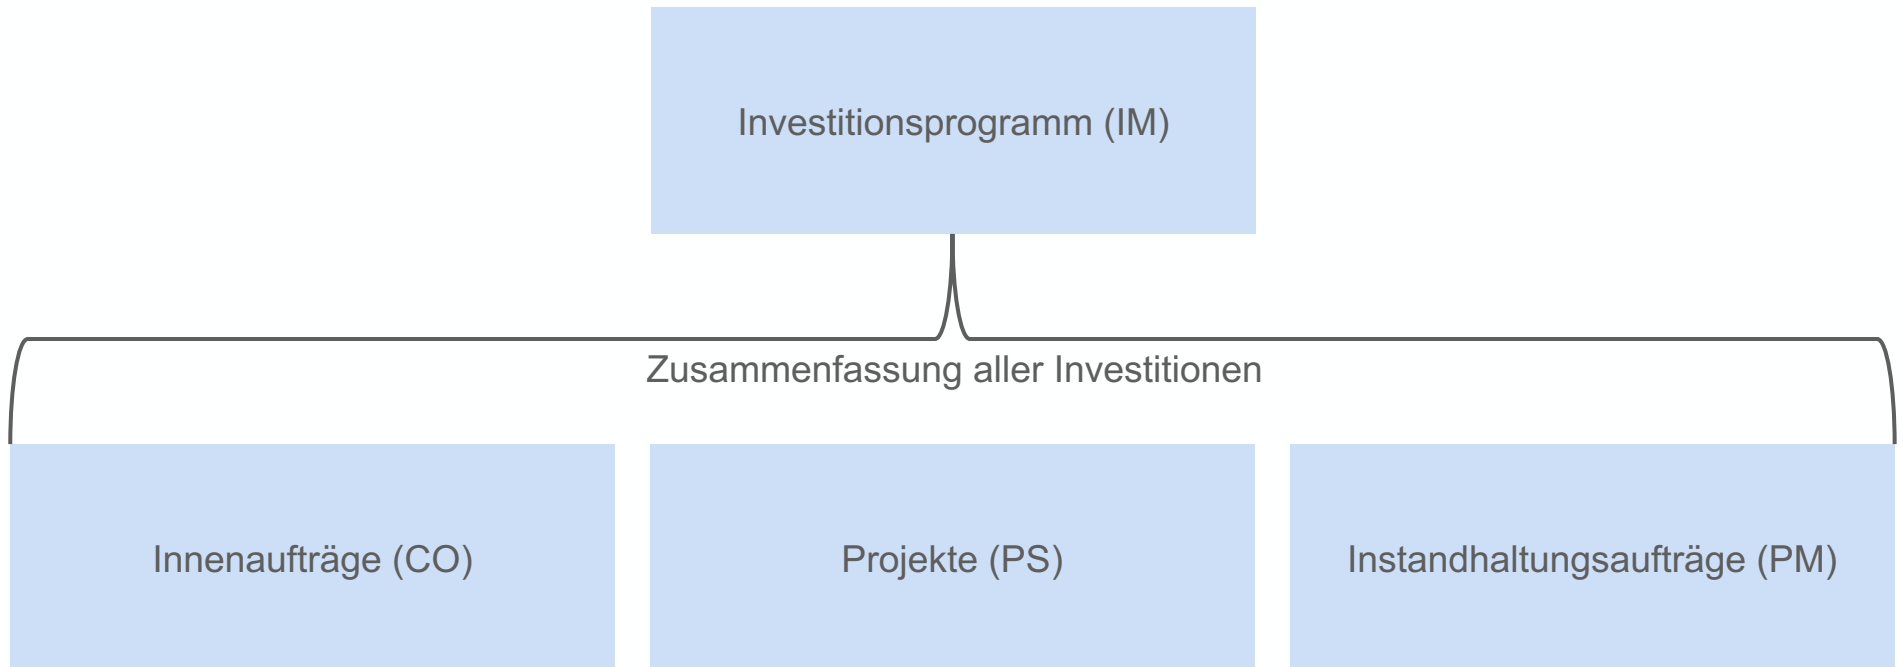 Investitionsprogramm (IM)
Zusammenfassung aller Investitionen
Innenaufträge (CO)
Projekte (PS)
Instandhaltungsaufträge (PM)